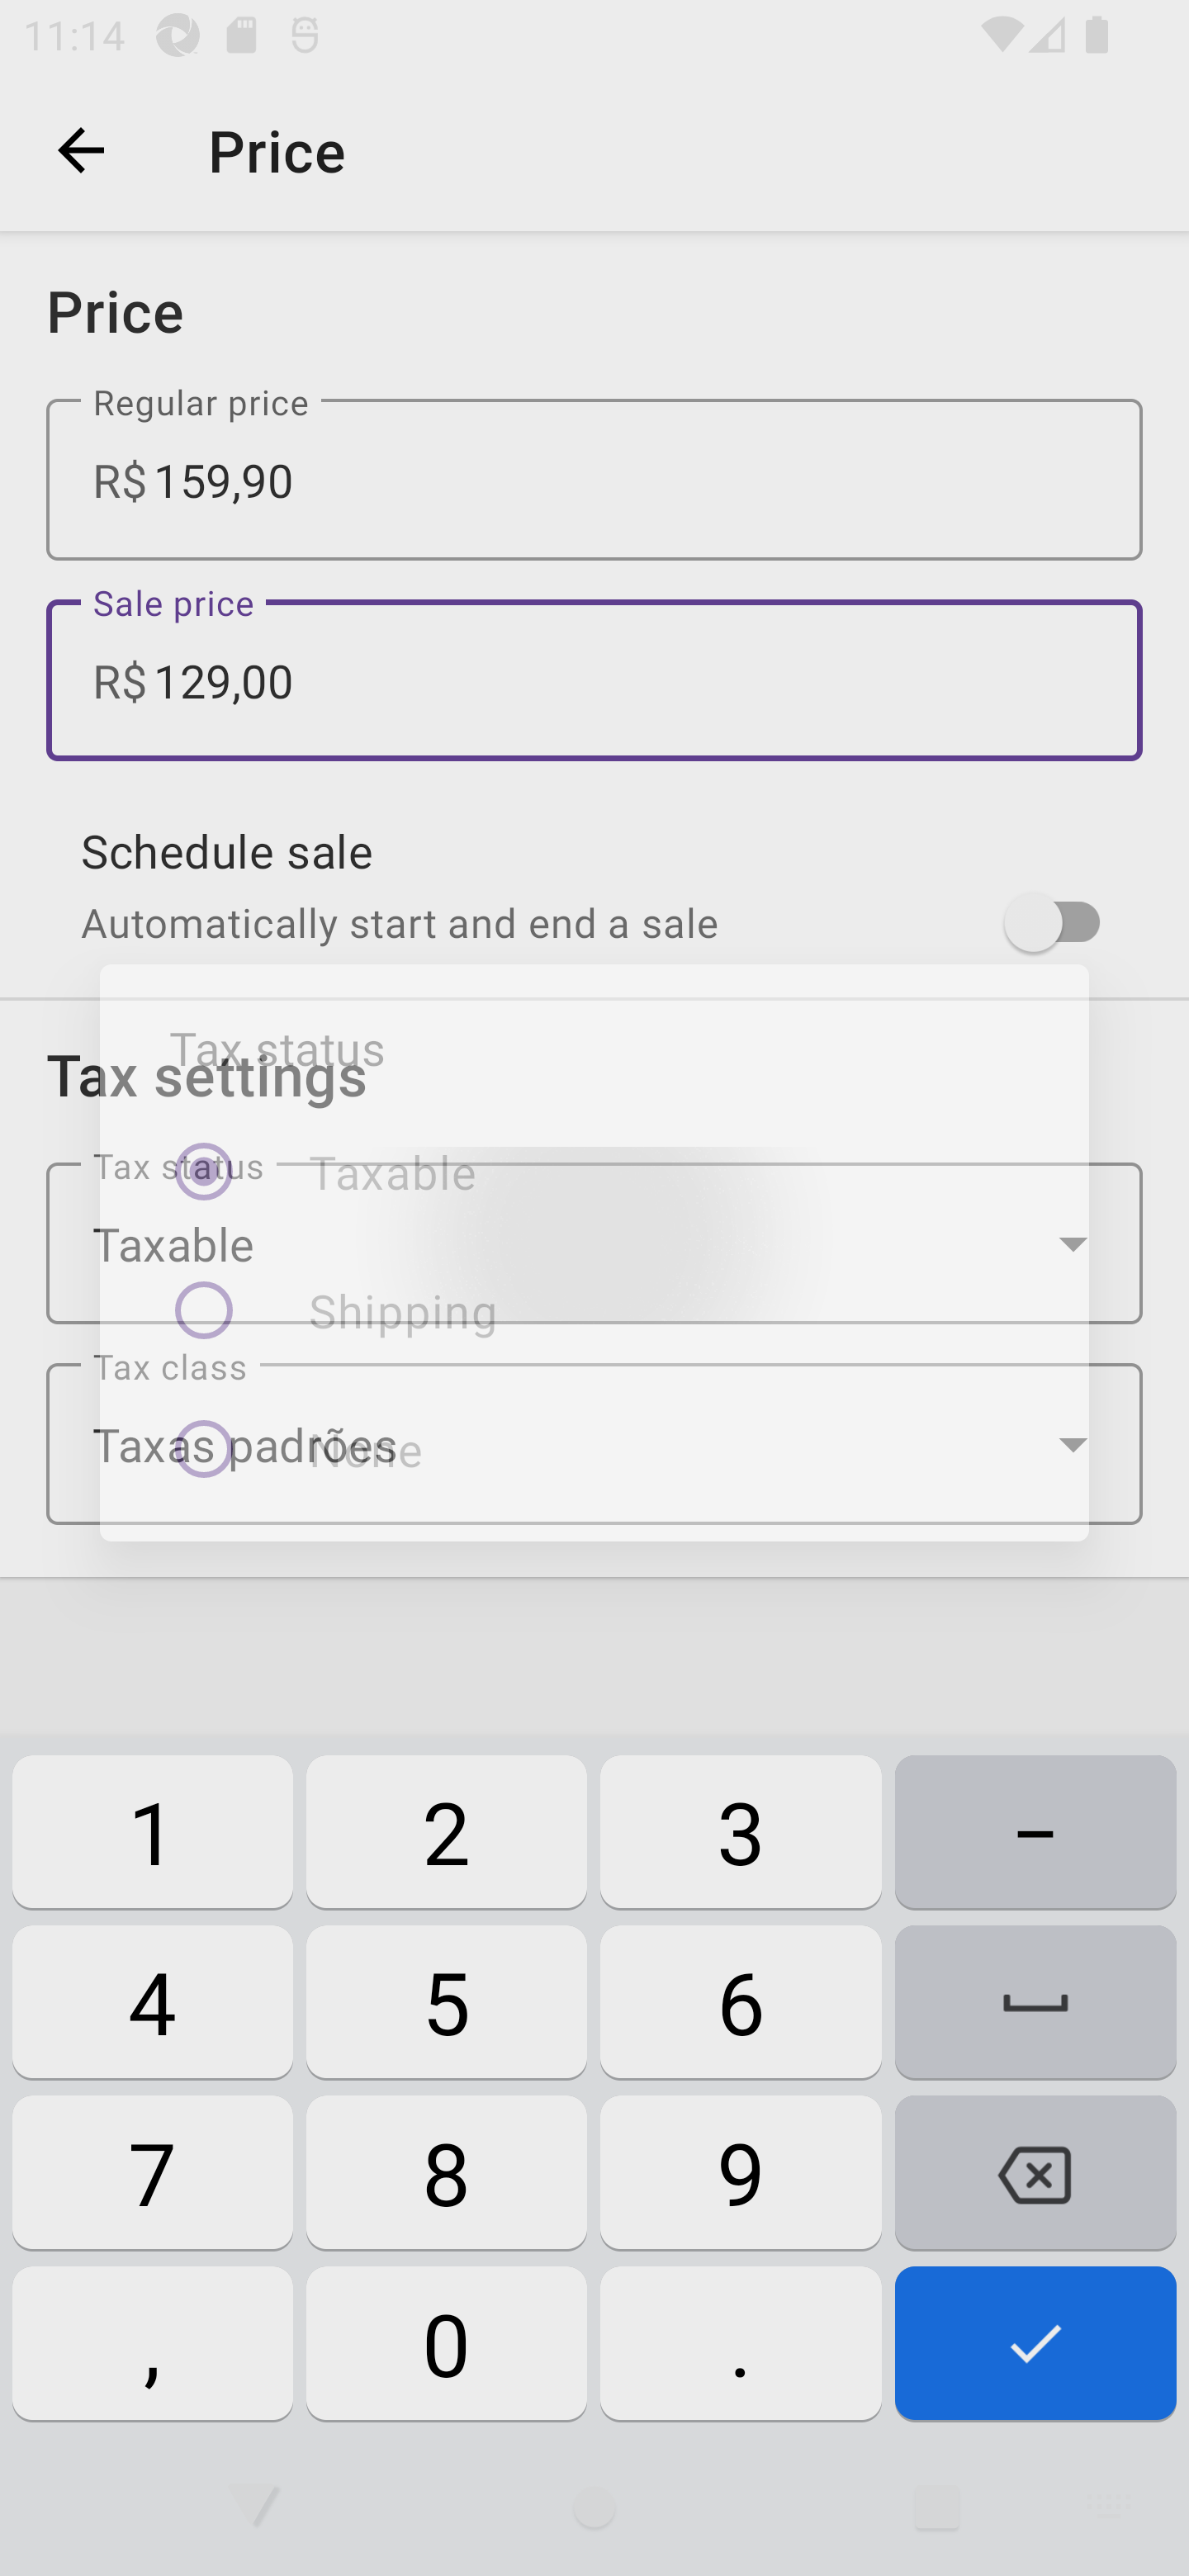 11:14
Price
Price
Regular price
R$ 159,90
Sale price
R$ 129,00
Schedule sale
Automatically start and end a sale
Tax status
Tax settings
Tax status
Taxable
Taxable
Shipping
Tax class
Taxas padrões
None
1 2 3 –
4 5 6
7 8 9
, 0 .